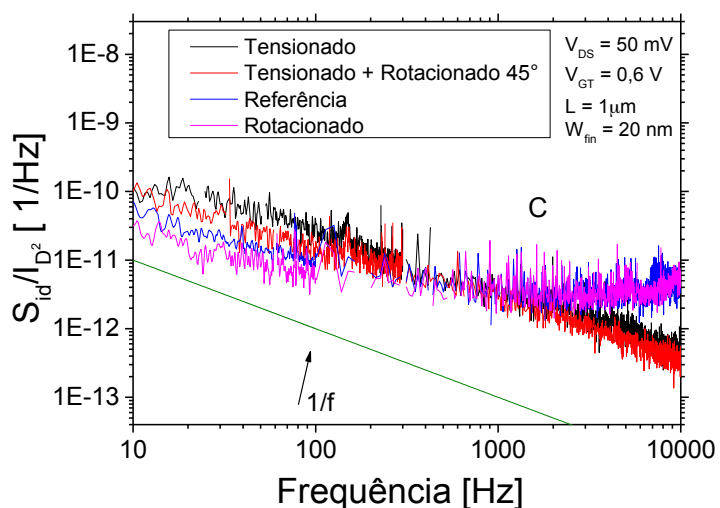 1E-8
1E-9
1E-10
1E-11
1E-12
1E-13
S_id/I_D² [ 1/Hz]
Tensionado
Tensionado + Rotacionado 45°
Referência
Rotacionado
V_DS = 50 mV
V_GT = 0,6 V
L = 1μm
W_fin = 20 nm
C
1/f
10
100
1000
10000
Frequência [Hz]